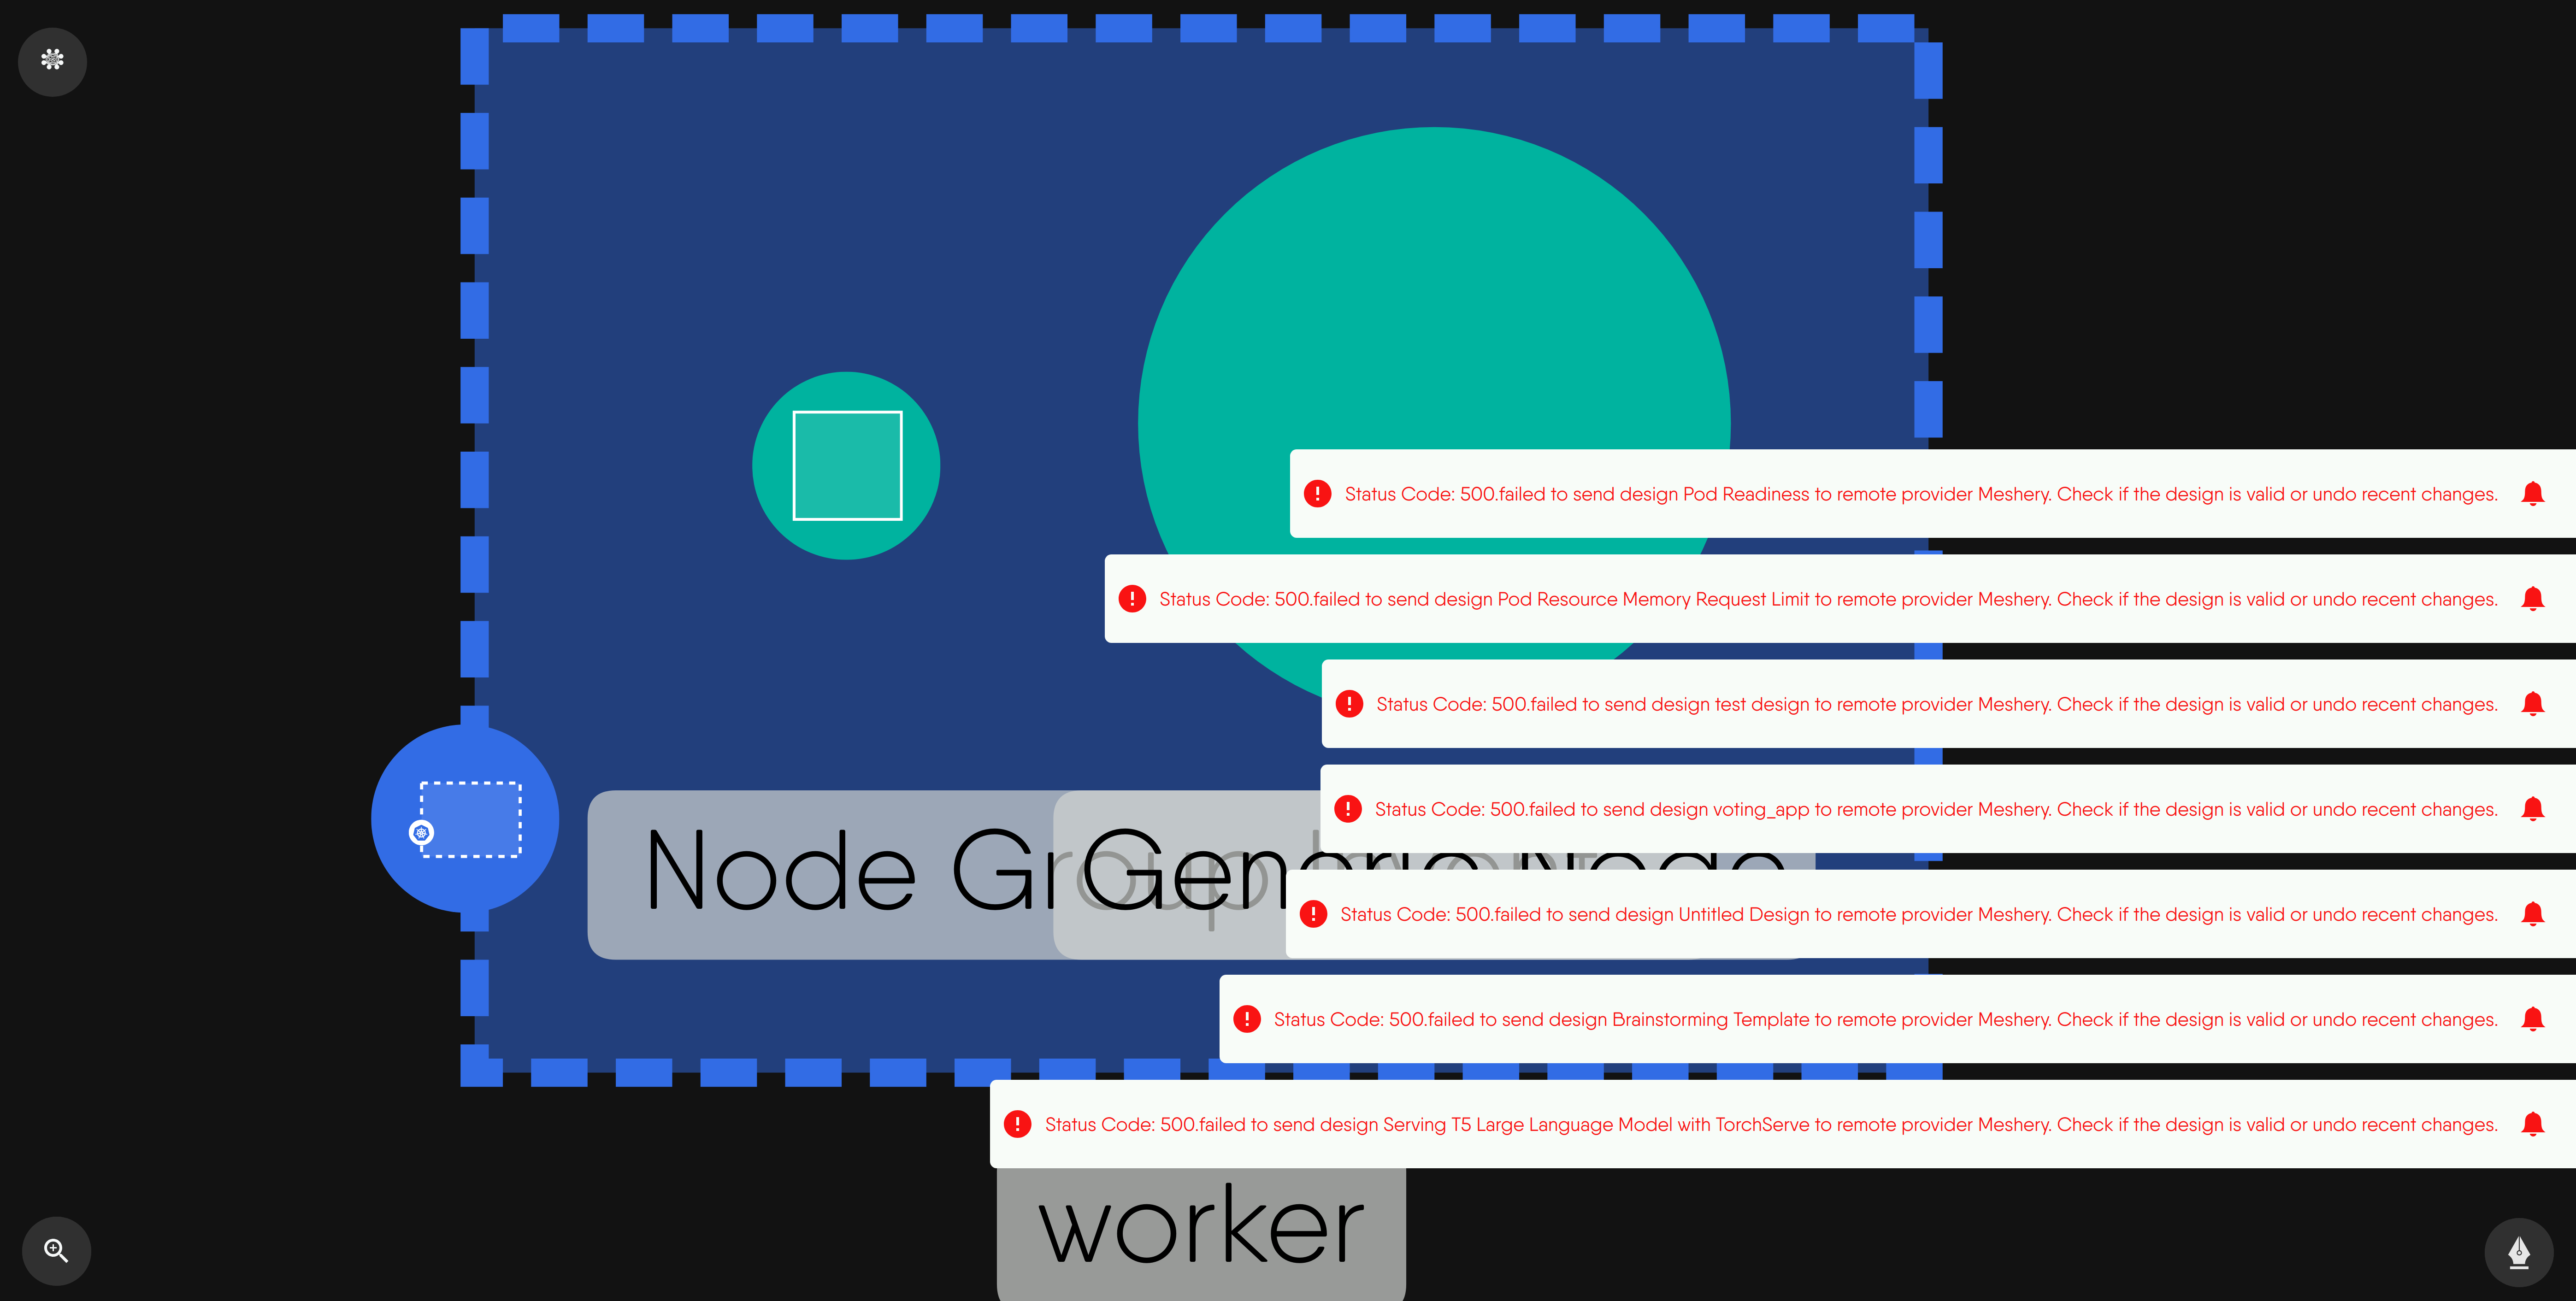 Status Code: 500.failed to send design Pod Readiness to remote provider Meshery. Check if the design is valid or undo recent changes.
Status Code: 500.failed to send design Pod Resource Memory Request Limit to remote provider Meshery. Check if the design is valid or undo recent changes.
Status Code: 500.failed to send design test design to remote provider Meshery. Check if the design is valid or undo recent changes.
Status Code: 500.failed to send design voting_app to remote provider Meshery. Check if the design is valid or undo recent changes.
Node Group
Generic Node
Status Code: 500.failed to send design Untitled Design to remote provider Meshery. Check if the design is valid or undo recent changes.
Status Code: 500.failed to send design Brainstorming Template to remote provider Meshery. Check if the design is valid or undo recent changes.
Status Code: 500.failed to send design Serving T5 Large Language Model with TorchServe to remote provider Meshery. Check if the design is valid or undo recent changes.
worker